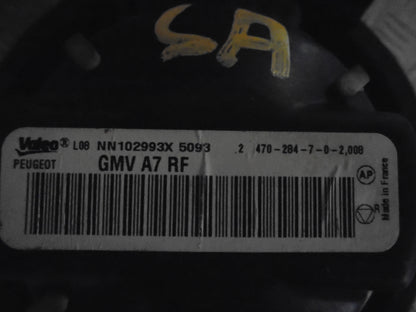 SA
Valeo® L08 NN102993X 5093 .2 470-284-7-0-2,008
PEUGEOT GMV A7 RF
AP
Made in France